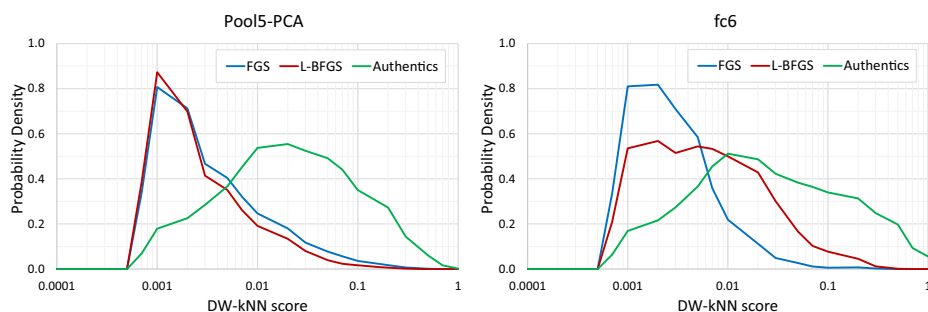 Pool5-PCA
1.0
0.8
0.6
0.4
0.2
0.0
Probability Density
FGS L-BFGS Authentics
0.0001 0.001 0.01 0.1 1
DW-kNN score
fc6
1.0
0.8
0.6
0.4
0.2
0.0
Probability Density
FGS L-BFGS Authentics
0.0001 0.001 0.01 0.1 1
DW-kNN score